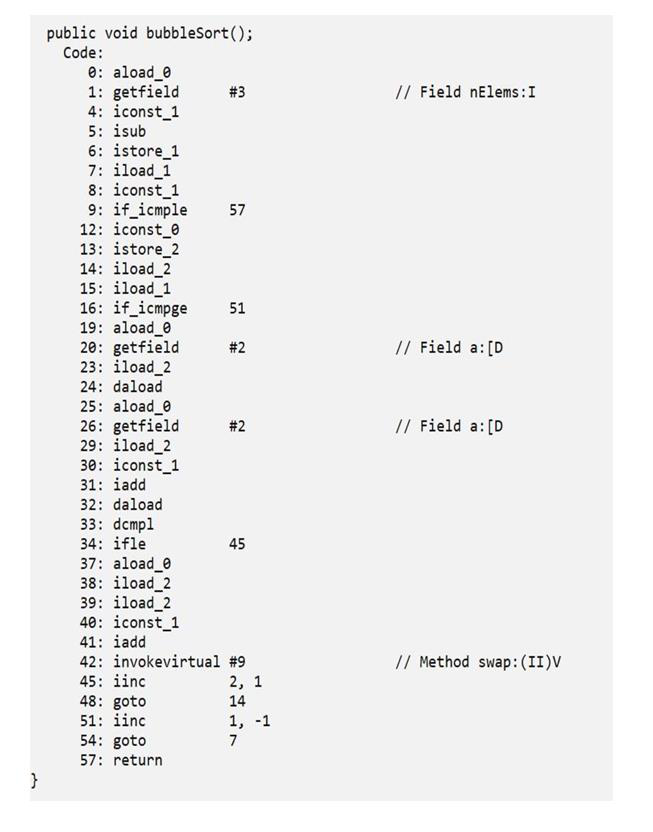 public void bubbleSort();
Code:
0: aload_0
1: getfield #3 // Field nElems:I
4: iconst_1
5: isub
6: istore_1
7: iload_1
8: iconst_1
9: if_icmple 57
12: iconst_0
13: istore_2
14: iload_2
15: iload_1
16: if_icmpge 51
19: aload_0
20: getfield #2 // Field a:[D
23: iload_2
24: daload
25: aload_0
26: getfield #2 // Field a:[D
29: iload_2
30: iconst_1
31: iadd
32: daload
33: dcmpl
34: ifle 45
37: aload_0
38: iload_2
39: iload_2
40: iconst_1
41: iadd
42: invokevirtual #9 // Method swap:(II)V
45: iinc 2, 1
48: goto 14
51: iinc 1, -1
54: goto 7
57: return
}